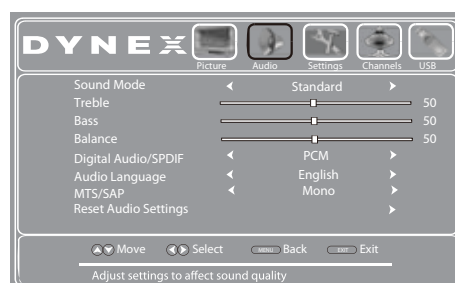 DYNEX
Picture Audio Settings Channels USB
Sound Mode Standard
Treble 50
Bass 50
Balance 50
Digital Audio/SPDIF PCM
Audio Language English
MTS/SAP Mono
Reset Audio Settings
Move Select MENU Back EXIT Exit
Adjust settings to affect sound quality